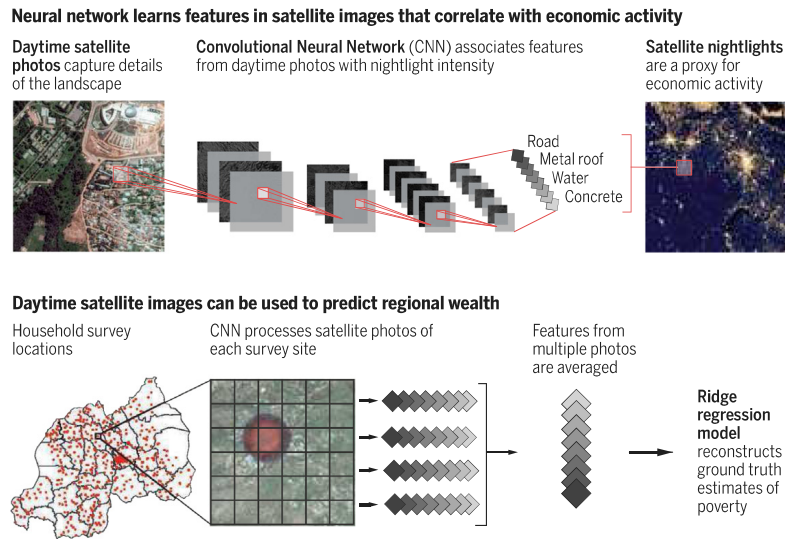 Neural network learns features in satellite images that correlate with economic activity
Daytime satellite
photos capture details
of the landscape
Convolutional Neural Network (CNN) associates features
from daytime photos with nightlight intensity
Satellite nightlights
are a proxy for
economic activity
Road
Metal roof
Water
Concrete
Daytime satellite images can be used to predict regional wealth
Household survey
locations
CNN processes satellite photos of
each survey site
Features from
multiple photos
are averaged
Ridge
regression
model
reconstructs
ground truth
estimates of
poverty